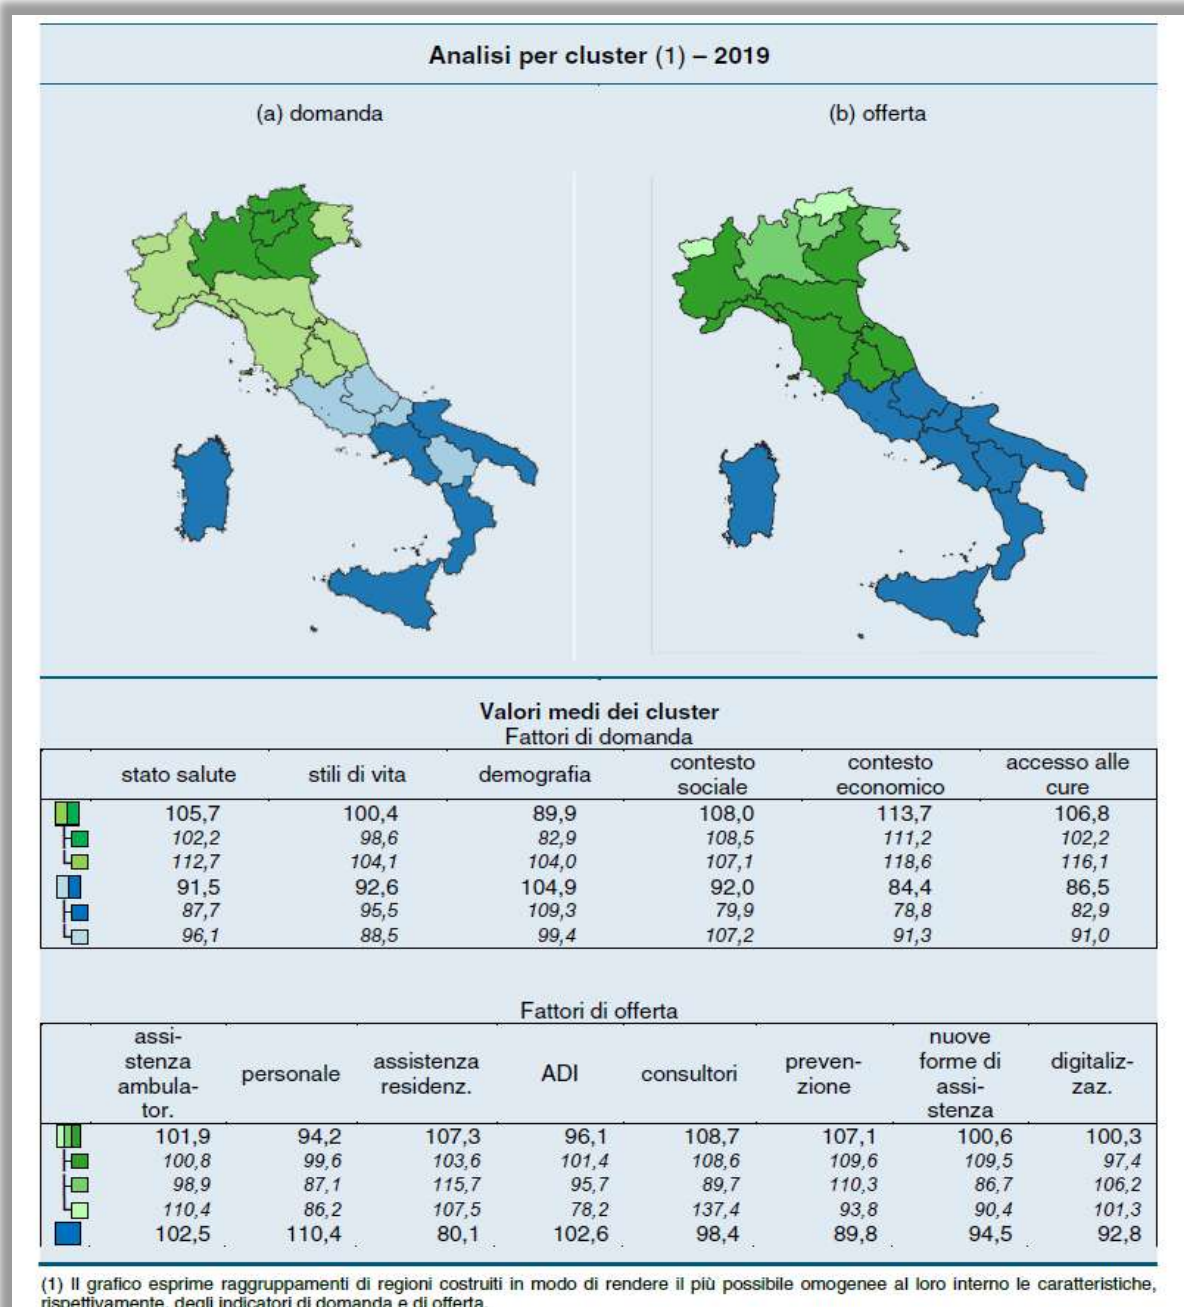 Analisi per cluster (1) – 2019
(a) domanda
(b) offerta
Valori medi dei cluster
Fattori di domanda
stato salute stili di vita demografia contesto sociale contesto economico accesso alle cure
105,7 100,4 89,9 108,0 113,7 106,8
102,2 98,6 82,9 108,5 111,2 102,2
112,7 104,1 104,0 107,1 118,6 116,1
91,5 92,6 104,9 92,0 84,4 86,5
87,7 95,5 109,3 79,9 78,8 82,9
96,1 88,5 99,4 107,2 91,3 91,0
Fattori di offerta
assi-stenza ambula-tor. personale assistenza residenz. ADI consultori preven-zione nuove forme di assi-stenza digitaliz-zaz.
101,9 94,2 107,3 96,1 108,7 107,1 100,6 100,3
100,8 99,6 103,6 101,4 108,6 109,6 109,5 97,4
98,9 87,1 115,7 95,7 89,7 110,3 86,7 106,2
110,4 86,2 107,5 78,2 137,4 93,8 90,4 101,3
102,5 110,4 80,1 102,6 98,4 89,8 94,5 92,8
(1) Il grafico esprime raggruppamenti di regioni costruiti in modo di rendere il più possibile omogenee al loro interno le caratteristiche,
rispettivamente, degli indicatori di domanda e di offerta.